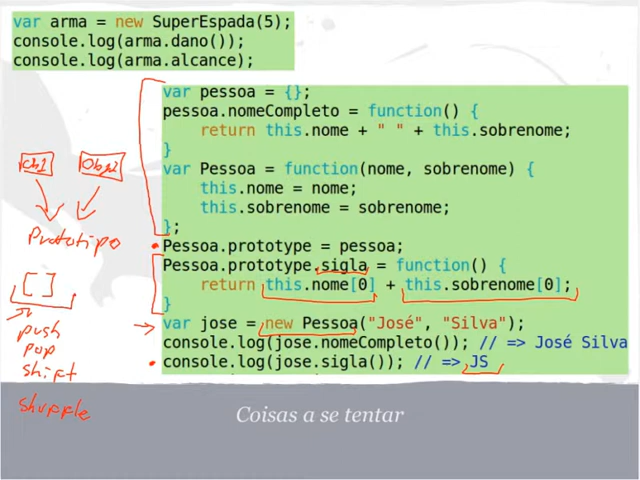 var arma = new SuperEspada(5);
console.log(arma.dano());
console.log(arma.alcance);
var pessoa = {};
pessoa.nomeCompleto = function() {
return this.nome + " " + this.sobrenome;
}
var Pessoa = function(nome, sobrenome) {
this.nome = nome;
this.sobrenome = sobrenome;
};
Pessoa.prototype = pessoa;
Pessoa.prototype.sigla = function() {
return this.nome[0] + this.sobrenome[0];
}
var jose = new Pessoa("José", "Silva");
console.log(jose.nomeCompleto()); // => José Silva
console.log(jose.sigla()); // => JS
Obj2
Prototipo
[]
push
pop
shift
shuffle
Coisas a se tentar